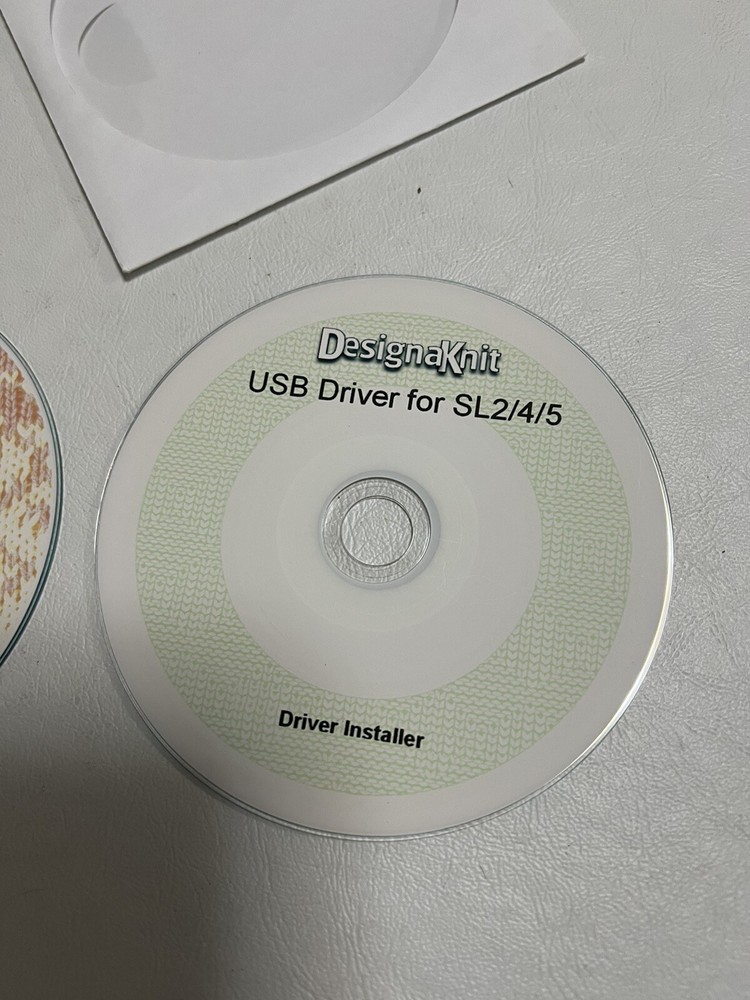 DesignaKnit
USB Driver for SL2/4/5
Driver Installer